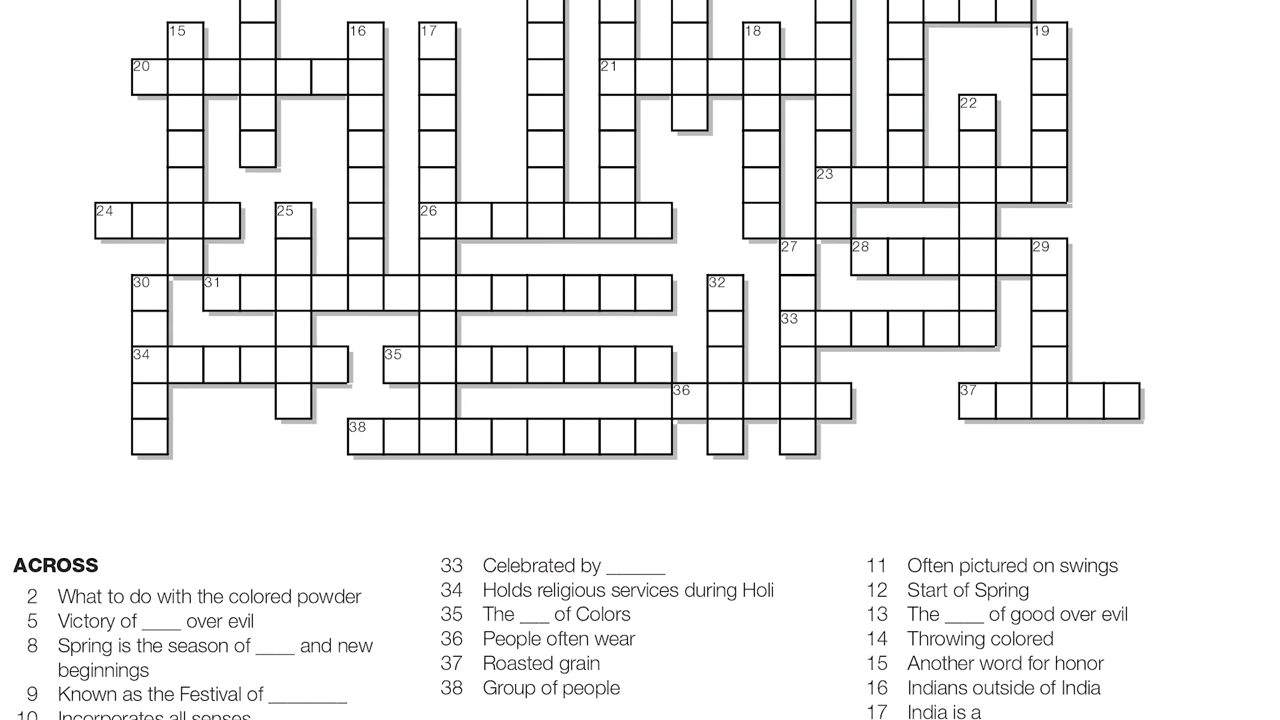 15 16 17 18 19
20 21
22
23
24 25 26
27 28 29
30 31 32
33
34 35
36 37
38
ACROSS
2 What to do with the colored powder
5 Victory of ____ over evil
8 Spring is the season of ____ and new
beginnings
9 Known as the Festival of ________
10 Incorporates all senses
33 Celebrated by ______
34 Holds religious services during Holi
35 The ___ of Colors
36 People often wear
37 Roasted grain
38 Group of people
11 Often pictured on swings
12 Start of Spring
13 The ____ of good over evil
14 Throwing colored
15 Another word for honor
16 Indians outside of India
17 India is a